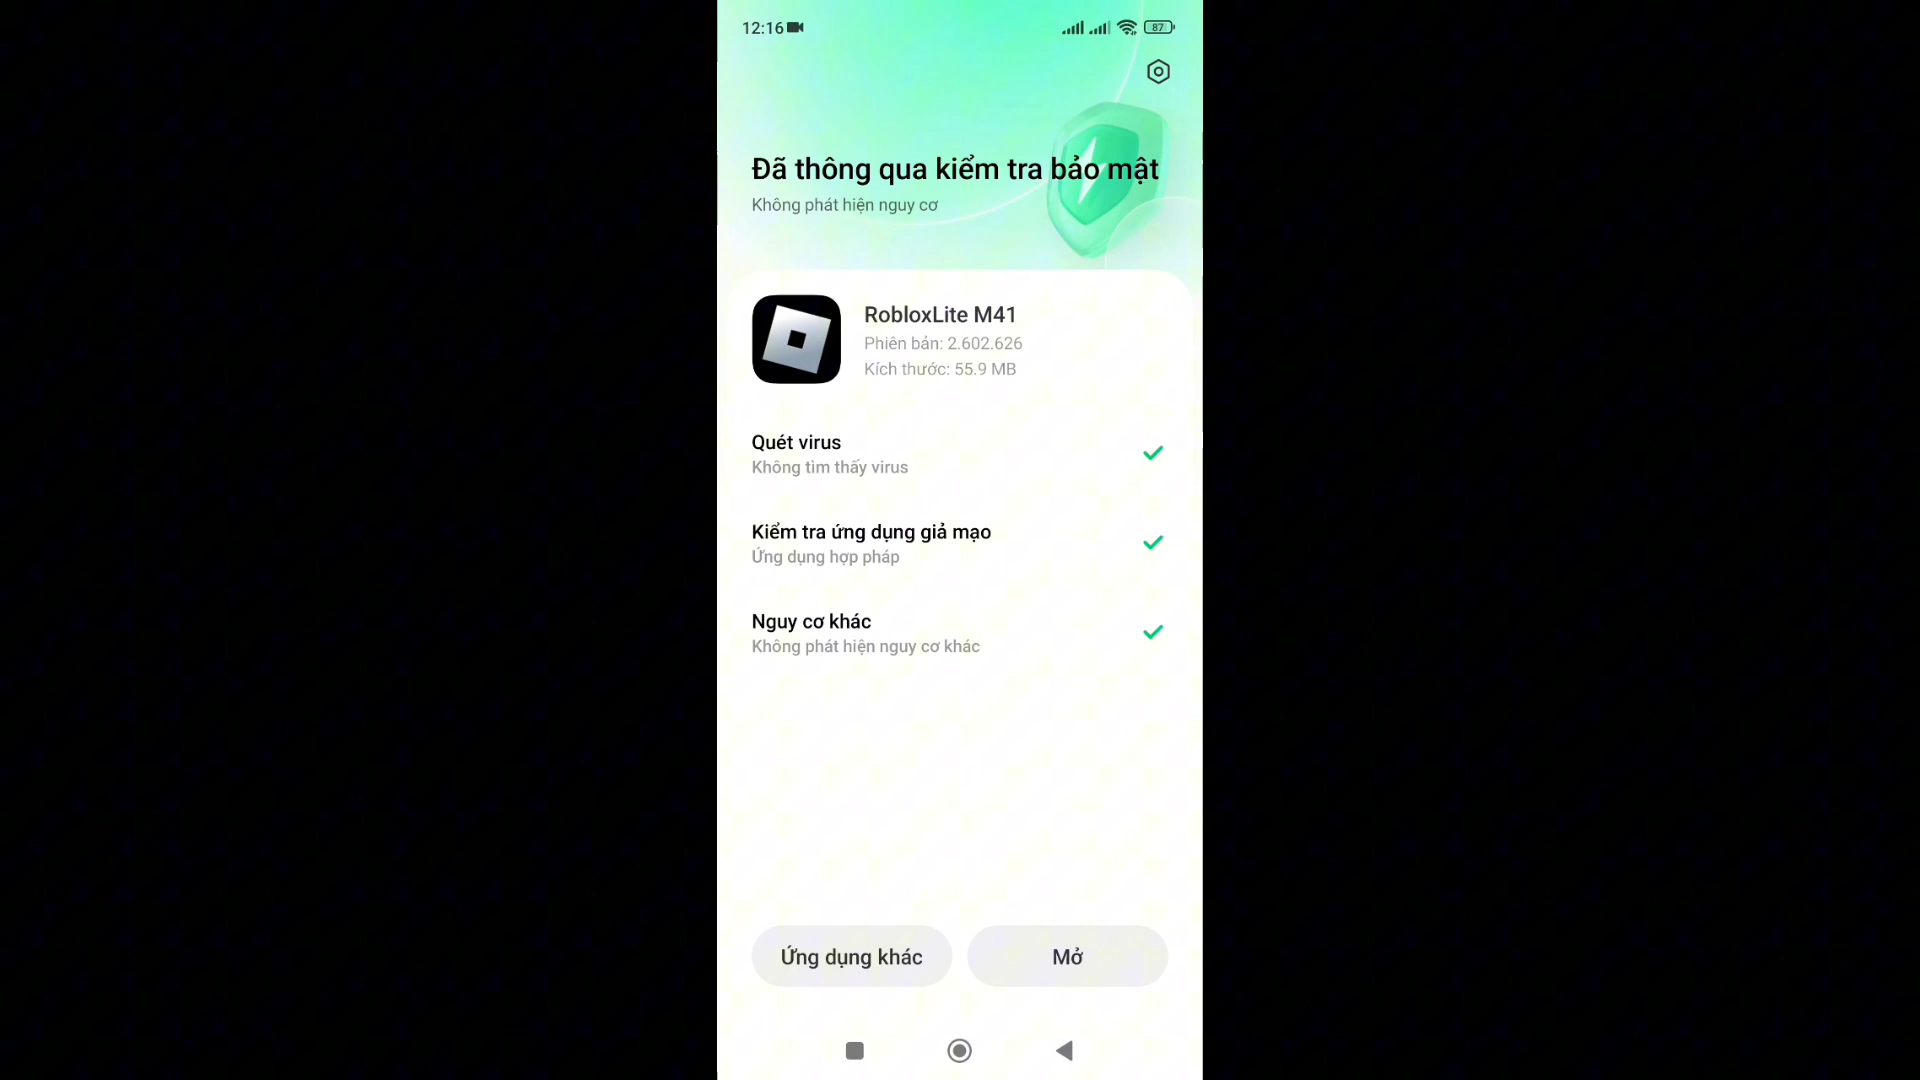 12:16
87
Đã thông qua kiểm tra bảo mật
Không phát hiện nguy cơ
RobloxLite M41
Phiên bản: 2.602.626
Kích thước: 55.9 MB
Quét virus
Không tìm thấy virus
Kiểm tra ứng dụng giả mạo
Ứng dụng hợp pháp
Nguy cơ khác
Không phát hiện nguy cơ khác
Ứng dụng khác
Mở